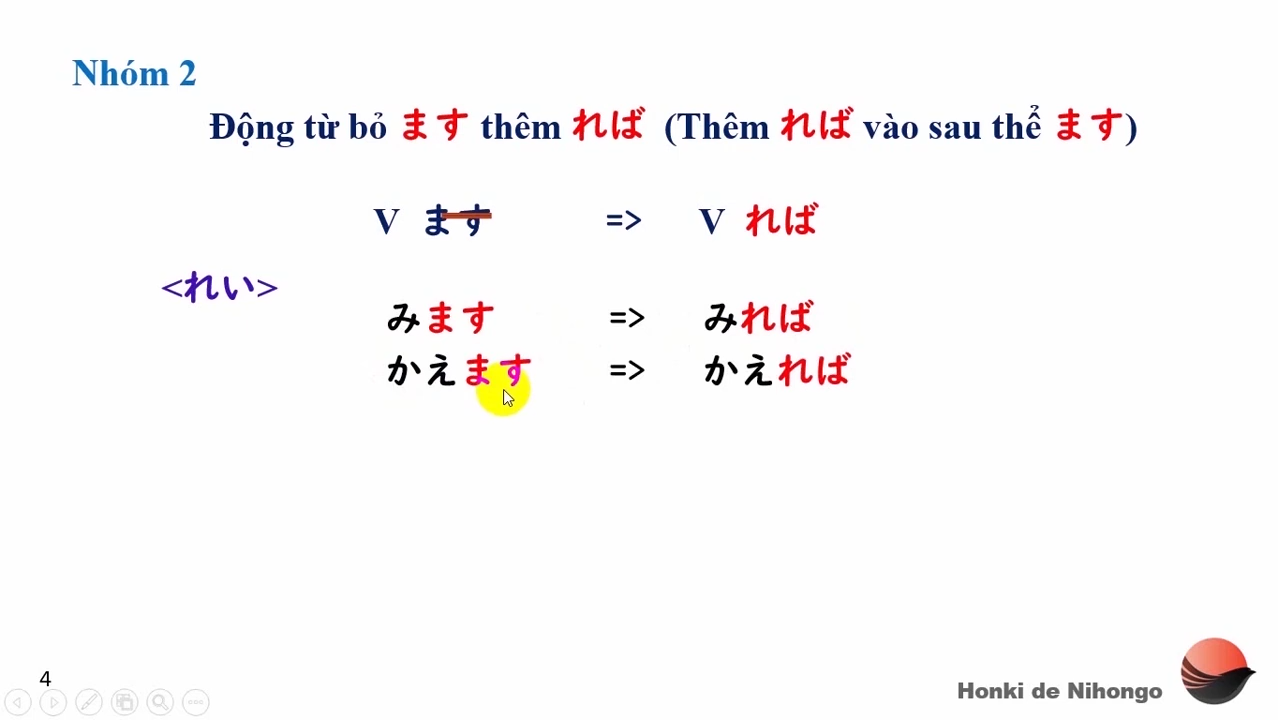 Nhóm 2
Động từ bỏ ます thêm れば (Thêm れば vào sau thể ます)
V ます => V れば
<れい>
みます => みれば
かえます => かえれば
4
Honki de Nihongo